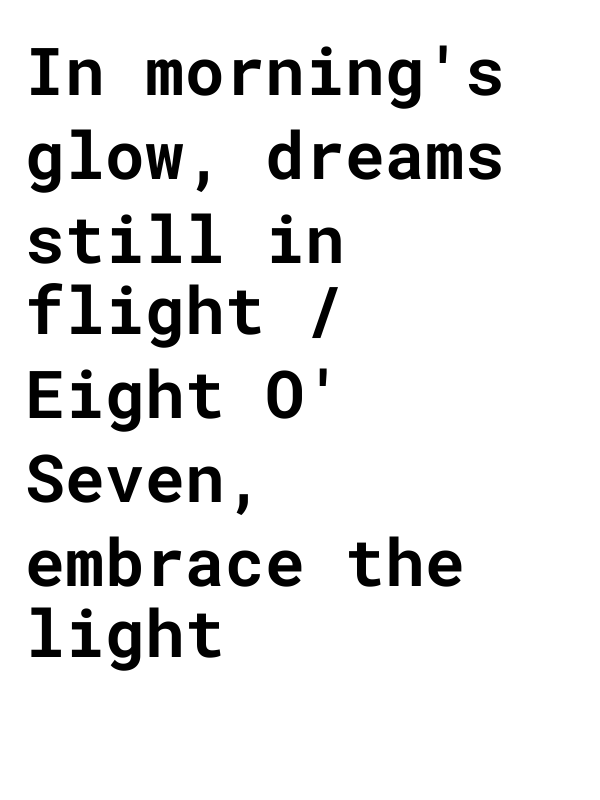 In morning's
glow, dreams
still in
flight /
Eight O'
Seven,
embrace the
light